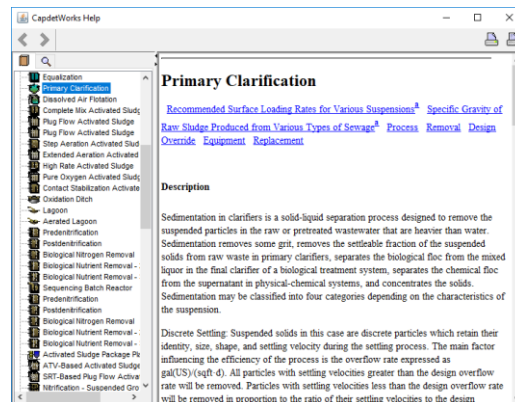 CapdetWorks Help
Equalization
Primary Clarification
Dissolved Air Flotation
Complete Mix Activated Sludg
Plug Flow Activated Sludge
Plug Flow Activated Sludge
Step Aeration Activated Slud
Extended Aeration Activated
High Rate Activated Sludge
Pure Oxygen Activated Sludg
Contact Stabilization Activate
Oxidation Ditch
Lagoon
Aerated Lagoon
Predenitrification
Postdenitrification
Biological Nitrogen Removal
Biological Nutrient Removal -
Biological Nutrient Removal -
Sequencing Batch Reactor
Predenitrification
Postdenitrification
Biological Nitrogen Removal
Biological Nutrient Removal -
Biological Nutrient Removal -
Activated Sludge Package Pl
ATV-Based Activated Sludge
SRT-Based Plug Flow Activa
Nitrification - Suspended Gro
Primary Clarification
Recommended Surface Loading Rates for Various Suspensionsa Specific Gravity of
Raw Sludge Produced from Various Types of Sewagea Process Removal Design
Override Equipment Replacement
Description
Sedimentation in clarifiers is a solid-liquid separation process designed to remove the
suspended particles in the raw or pretreated wastewater that are heavier than water.
Sedimentation removes some grit, removes the settleable fraction of the suspended
solids from raw waste in primary clarifiers, separates the biological floc from the mixed
liquor in the final clarifier of a biological treatment system, separates the chemical floc
from the supernatant in physical-chemical systems, and concentrates the solids.
Sedimentation may be classified into four categories depending on the characteristics of
the suspension.
Discrete Settling: Suspended solids in this case are discrete particles which retain their
identity, size, shape, and settling velocity during the settling process. The main factor
influencing the efficiency of the process is the overflow rate expressed as
gal(US)/(sqft·d). All particles with settling velocities greater than the design overflow
rate will be removed. Particles with settling velocities less than the design overflow rate
will be removed in proportion to the ratio of their settling velocities to the design